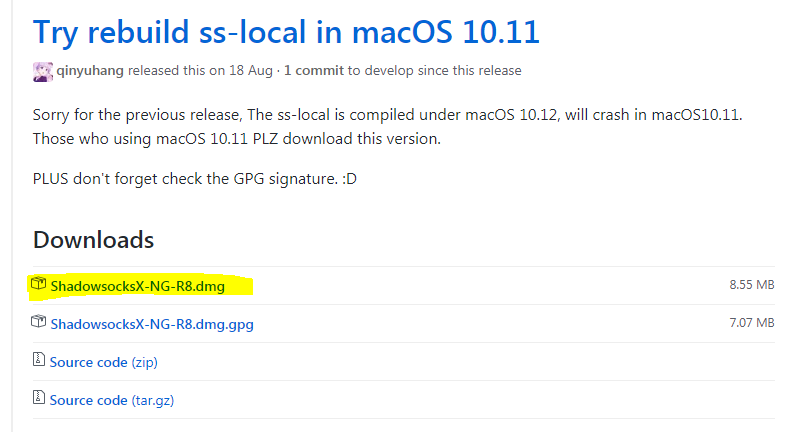 Try rebuild ss-local in macOS 10.11
qinyuhang released this on 18 Aug · 1 commit to develop since this release
Sorry for the previous release, The ss-local is compiled under macOS 10.12, will crash in macOS10.11.
Those who using macOS 10.11 PLZ download this version.
PLUS don't forget check the GPG signature. :D
Downloads
ShadowsocksX-NG-R8.dmg 8.55 MB
ShadowsocksX-NG-R8.dmg.gpg 7.07 MB
Source code (zip)
Source code (tar.gz)